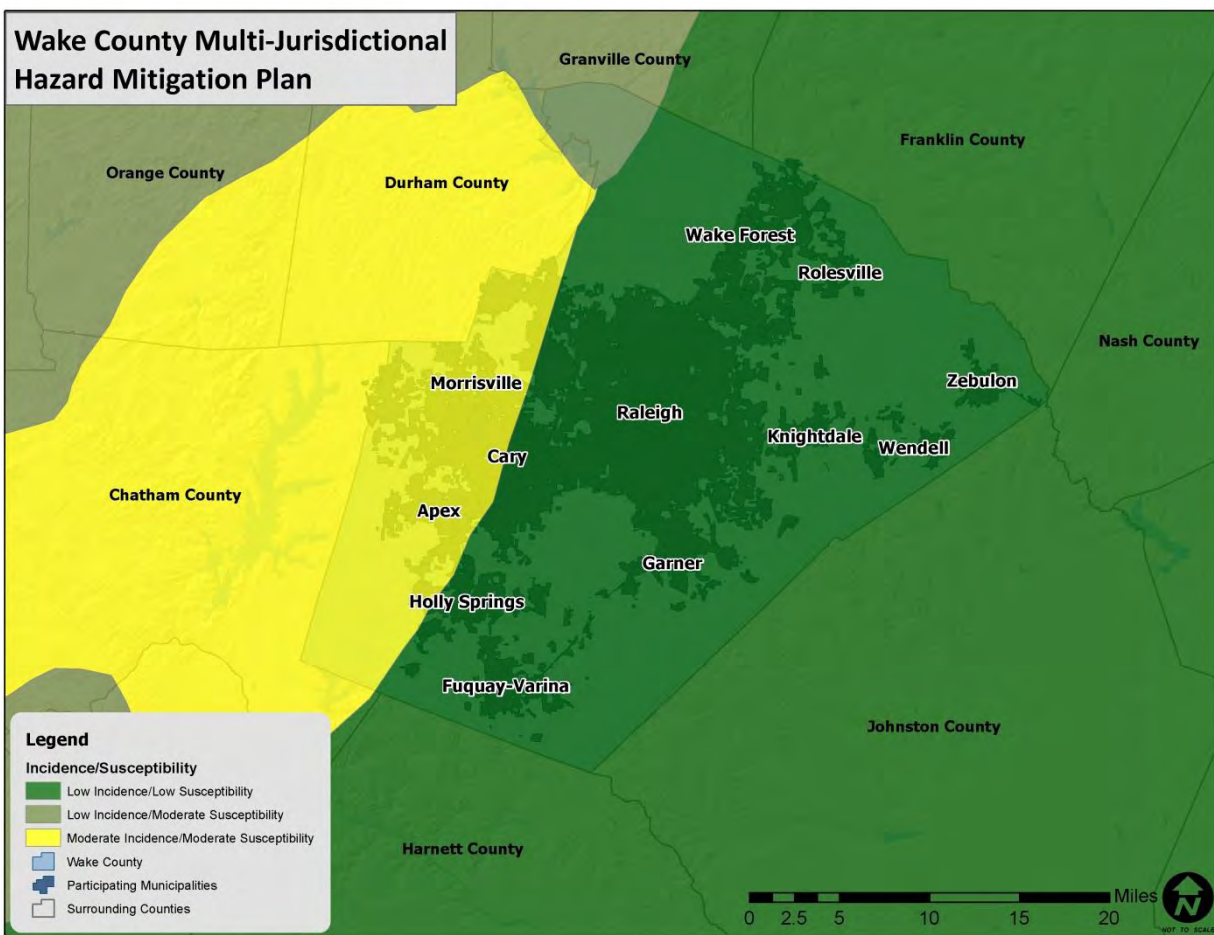 Wake County Multi-Jurisdictional
Hazard Mitigation Plan
Granville County
Franklin County
Orange County
Durham County
Wake Forest
Rolesville
Nash County
Morrisville
Zebulon
Raleigh
Knightdale
Wendell
Cary
Chatham County
Apex
Garner
Holly Springs
Fuquay-Varina
Johnston County
Harnett County
Legend
Incidence/Susceptibility
Low Incidence/Low Susceptibility
Low Incidence/Moderate Susceptibility
Moderate Incidence/Moderate Susceptibility
Wake County
Participating Municipalities
Surrounding Counties
Miles
0 2.5 5 10 15 20
N
NOT TO SCALE